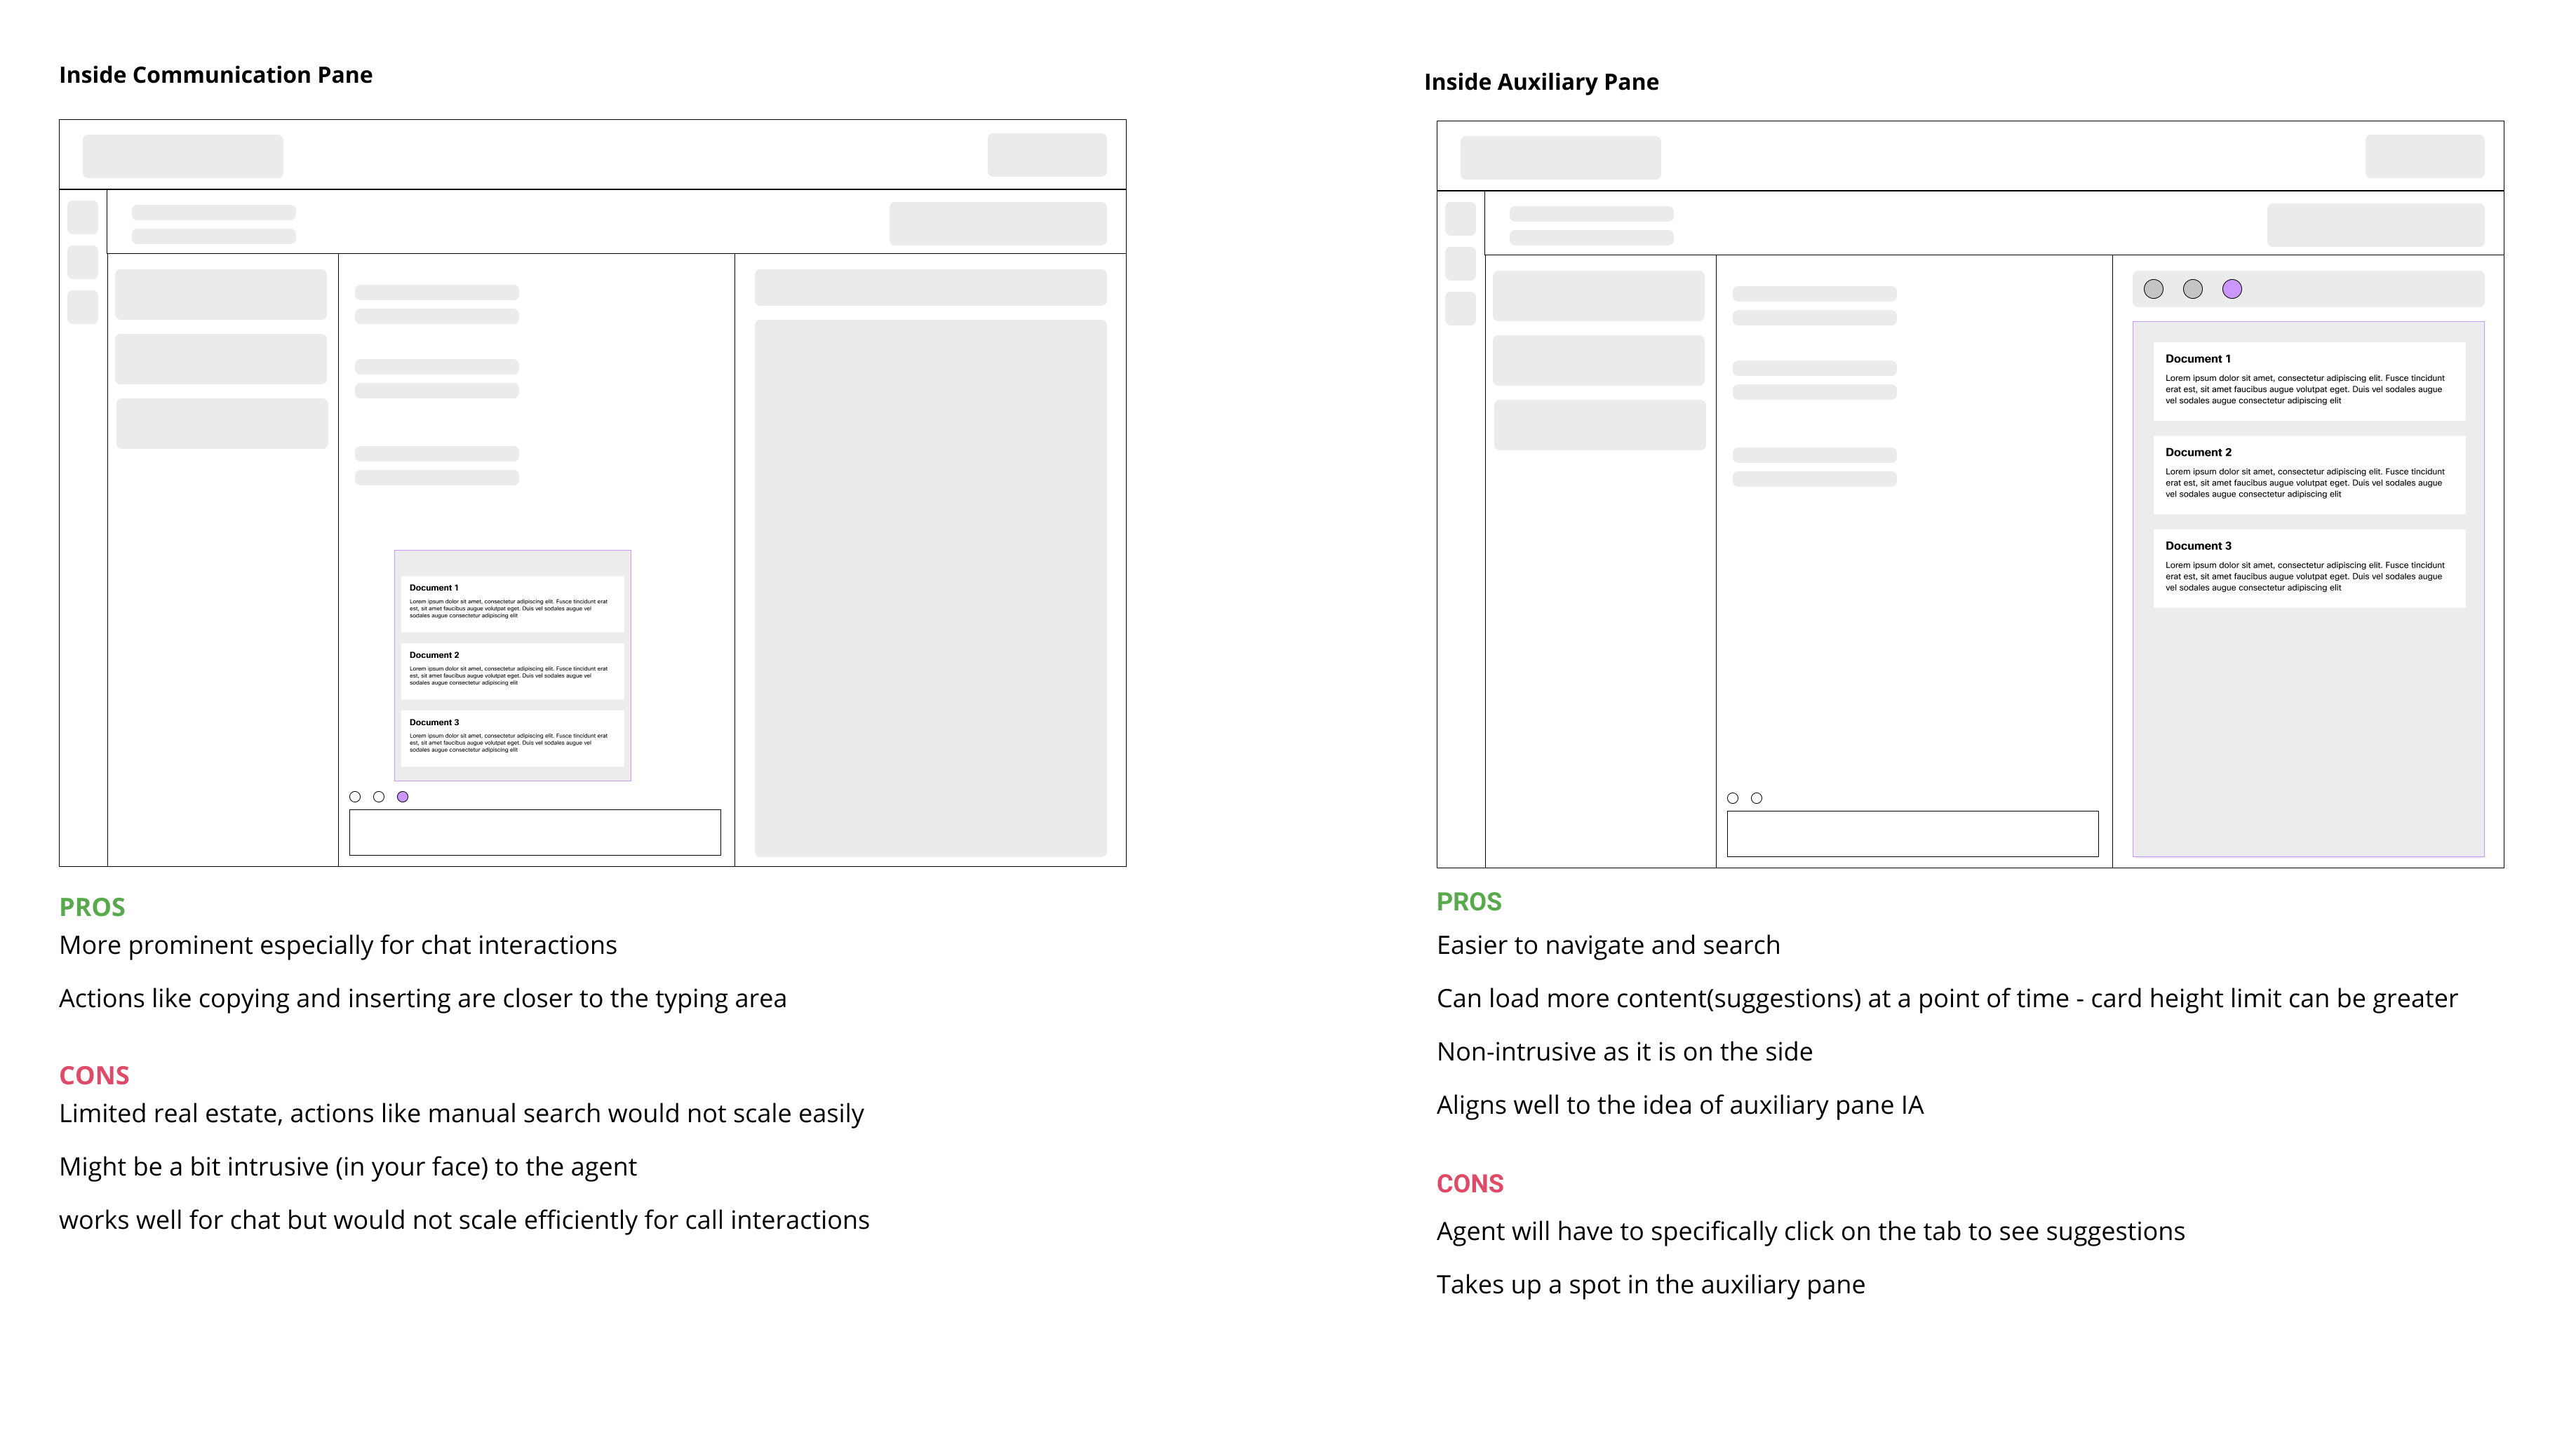 Inside Communication Pane
Document 1
Lorem ipsum dolor sit amet, consectetur adipiscing elit. Fusce tincidunt erat
est, sit amet faucibus augue volutpat eget. Duis vel sodales augue vel
sodales augue consectetur adipiscing elit
Document 2
Lorem ipsum dolor sit amet, consectetur adipiscing elit. Fusce tincidunt erat
est, sit amet faucibus augue volutpat eget. Duis vel sodales augue vel
sodales augue consectetur adipiscing elit
Document 3
Lorem ipsum dolor sit amet, consectetur adipiscing elit. Fusce tincidunt erat
est, sit amet faucibus augue volutpat eget. Duis vel sodales augue vel
sodales augue consectetur adipiscing elit
PROS
More prominent especially for chat interactions
Actions like copying and inserting are closer to the typing area
CONS
Limited real estate, actions like manual search would not scale easily
Might be a bit intrusive (in your face) to the agent
works well for chat but would not scale efficiently for call interactions
Inside Auxiliary Pane
Document 1
Lorem ipsum dolor sit amet, consectetur adipiscing elit. Fusce tincidunt
erat est, sit amet faucibus augue volutpat eget. Duis vel sodales augue
vel sodales augue consectetur adipiscing elit
Document 2
Lorem ipsum dolor sit amet, consectetur adipiscing elit. Fusce tincidunt
erat est, sit amet faucibus augue volutpat eget. Duis vel sodales augue
vel sodales augue consectetur adipiscing elit
Document 3
Lorem ipsum dolor sit amet, consectetur adipiscing elit. Fusce tincidunt
erat est, sit amet faucibus augue volutpat eget. Duis vel sodales augue
vel sodales augue consectetur adipiscing elit
PROS
Easier to navigate and search
Can load more content(suggestions) at a point of time - card height limit can be greater
Non-intrusive as it is on the side
Aligns well to the idea of auxiliary pane IA
CONS
Agent will have to specifically click on the tab to see suggestions
Takes up a spot in the auxiliary pane